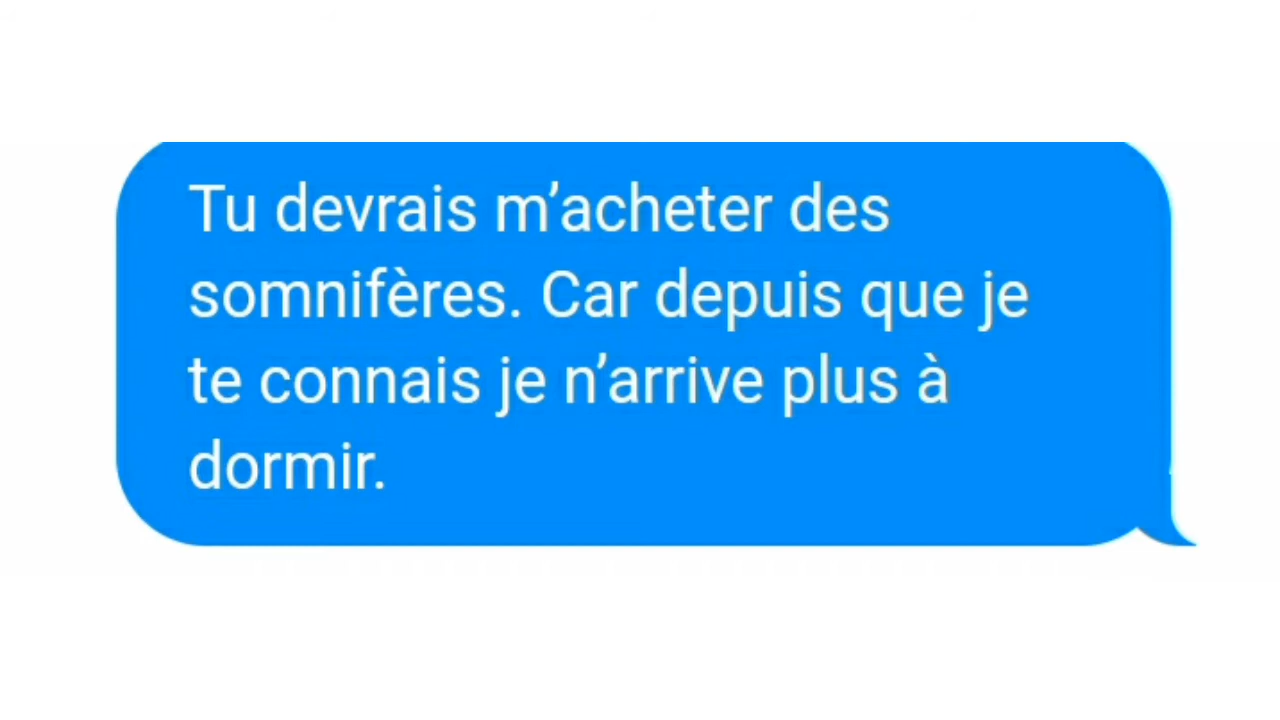 Tu devrais m’acheter des
somnifères. Car depuis que je
te connais je n’arrive plus à
dormir.